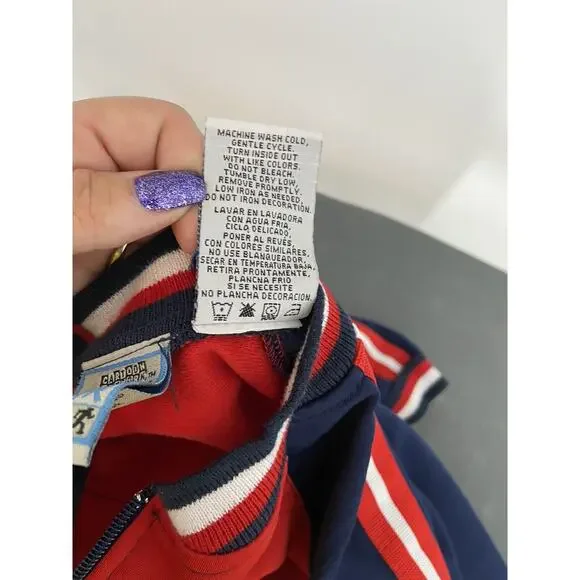 MACHINE WASH COLD,
GENTLE CYCLE.
TURN INSIDE OUT
WITH LIKE COLORS.
DO NOT BLEACH.
TUMBLE DRY LOW,
REMOVE PROMPTLY.
LOW IRON AS NEEDED,
DO NOT IRON DECORATION.
LAVAR EN LAVADORA
CON AGUA FRIA,
CICLO DELICADO,
PONER AL REVÉS,
CON COLORES SIMILARES,
NO USE BLANQUEADOR,
SECAR EN TEMPERATURA BAJA,
RETIRA PRONTAMENTE,
PLANCHA FRIO
SI SE NECESITE
NO PLANCHA DECORACION.
CARTOON